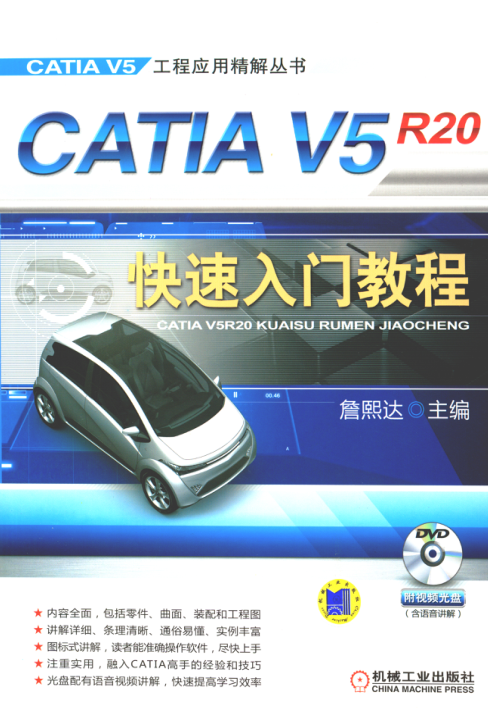 CATIA V5 工程应用精解丛书
CATIA V5 R20
快速入门教程
CATIA V5R20 KUAISU RUMEN JIAOCHENG
00.46
詹熙达◎主编
DVD
附视频光盘
(含语音讲解)
★ 内容全面，包括零件、曲面、装配和工程图
★ 讲解详细、条理清晰、通俗易懂、实例丰富
★ 图标式讲解，读者能准确操作软件，尽快上手
★ 注重实用，融入CATIA高手的经验和技巧
★ 光盘配有语音视频讲解，快速提高学习效率
机械工业出版社
CHINA MACHINE PRESS